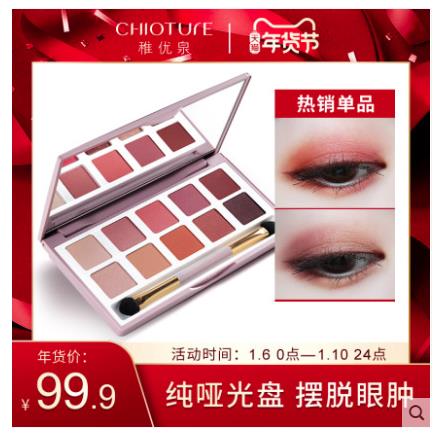 CHIOTURE
稚优泉
天猫 年货节
热销单品
年货价：
活动时间：1.6 0点—1.10 24点
¥99.9
纯哑光盘 摆脱眼肿